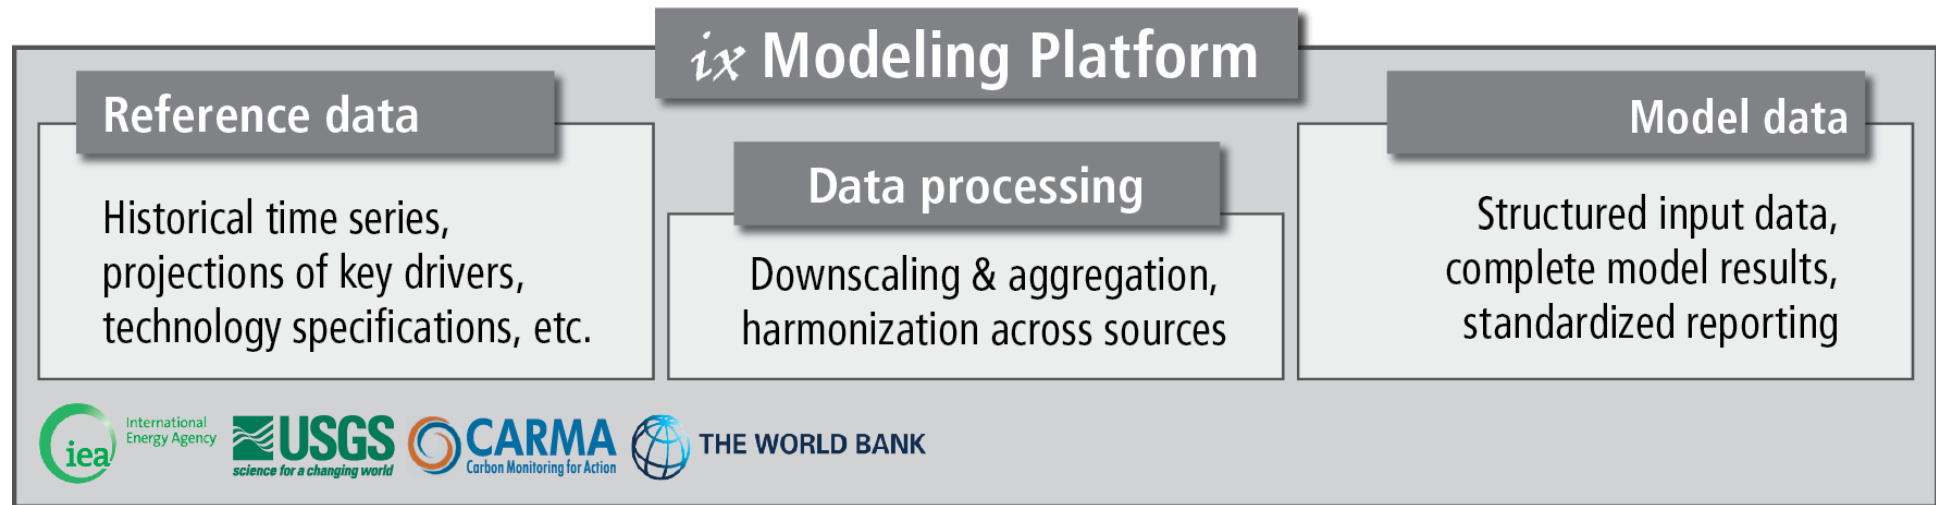 ix Modeling Platform
Reference data
Historical time series,
projections of key drivers,
technology specifications, etc.
Data processing
Downscaling & aggregation,
harmonization across sources
Model data
Structured input data,
complete model results,
standardized reporting
iea
International
Energy Agency
USGS
science for a changing world
CARMA
Carbon Monitoring for Action
THE WORLD BANK